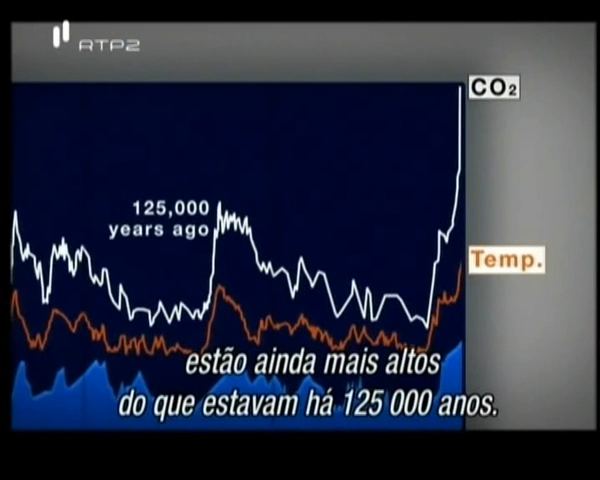 RTP2
CO₂
125,000
years ago
Temp.
estão ainda mais altos
do que estavam há 125 000 anos.